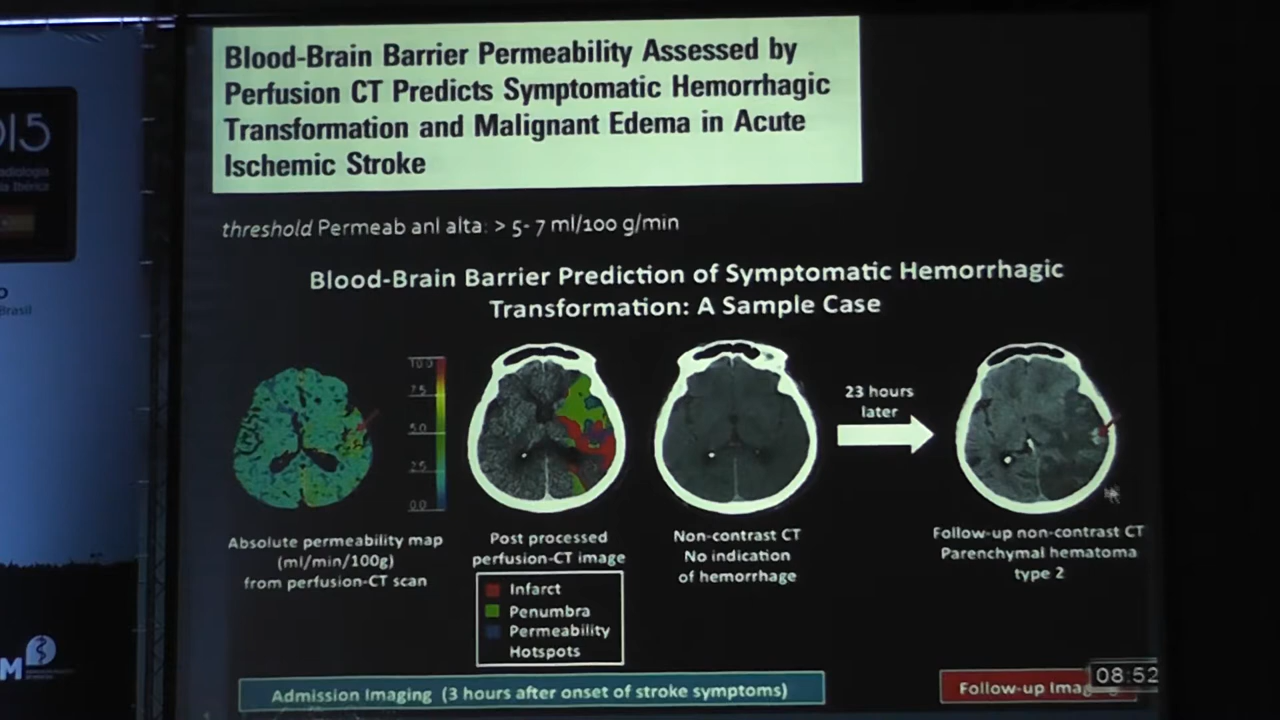 Blood-Brain Barrier Permeability Assessed by
Perfusion CT Predicts Symptomatic Hemorrhagic
Transformation and Malignant Edema in Acute
Ischemic Stroke
threshold Permeab anl alta: > 5- 7 ml/100 g/min
Blood-Brain Barrier Prediction of Symptomatic Hemorrhagic
Transformation: A Sample Case
10.0
7.5
5.0
2.5
0.0
23 hours
later
Absolute permeability map
(ml/min/100g)
from perfusion-CT scan
Post processed
perfusion-CT image
Infarct
Penumbra
Permeability
Hotspots
Non-contrast CT
No indication
of hemorrhage
Follow-up non-contrast CT
Parenchymal hematoma
type 2
Admission Imaging (3 hours after onset of stroke symptoms)
Follow-up
08:52
015
Brasil
M